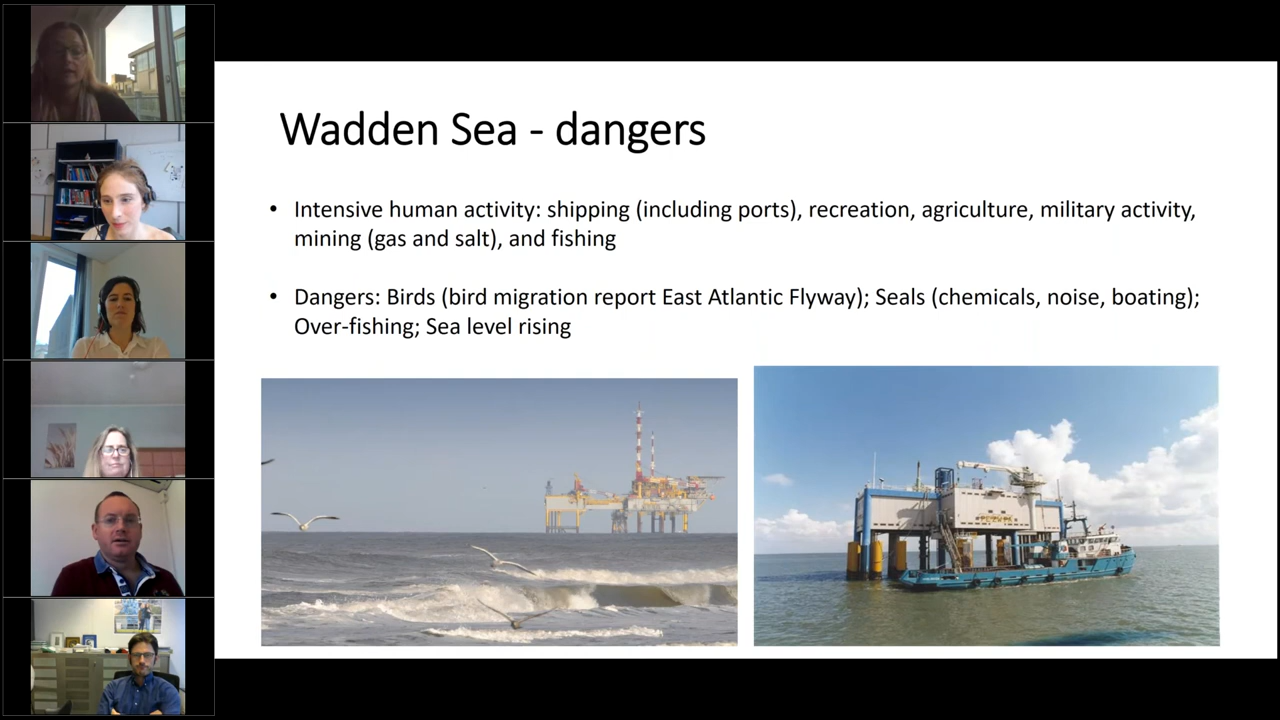 Wadden Sea - dangers
• Intensive human activity: shipping (including ports), recreation, agriculture, military activity,
mining (gas and salt), and fishing
• Dangers: Birds (bird migration report East Atlantic Flyway); Seals (chemicals, noise, boating);
Over-fishing; Sea level rising